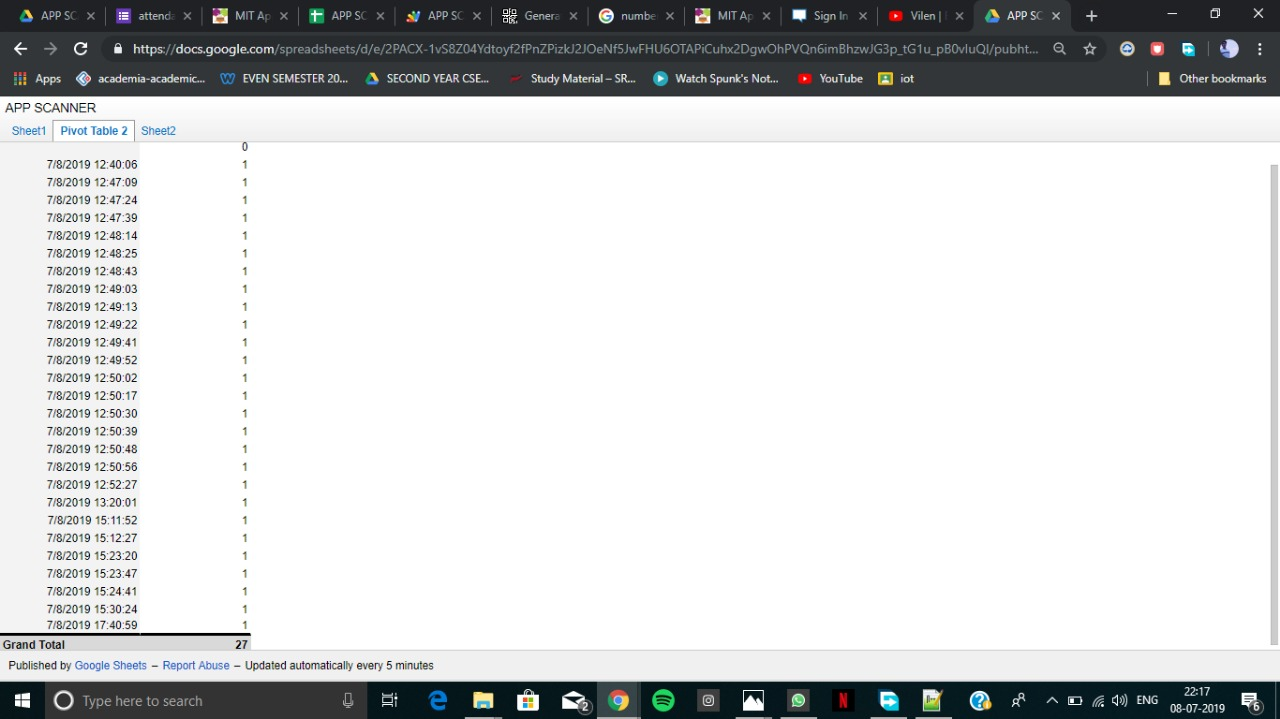 APP SC
attend
MIT Ap
APP SC
APP SC
Genera
numbe
MIT Ap
Sign In
Vilen |
APP SC
https://docs.google.com/spreadsheets/d/e/2PACX-1vS8Z04Ydtoyf2fPnZPizkJ2JOeNf5JwFHU6OTAPiCuhx2DgwOhPVQn6imBhzwJG3p_tG1u_pB0vIuQI/pubht...
Apps
academia-academic...
EVEN SEMESTER 20...
SECOND YEAR CSE...
Study Material – SR...
Watch Spunk's Not...
YouTube
iot
Other bookmarks
APP SCANNER
Sheet1 Pivot Table 2 Sheet2
0
7/8/2019 12:40:06 1
7/8/2019 12:47:09 1
7/8/2019 12:47:24 1
7/8/2019 12:47:39 1
7/8/2019 12:48:14 1
7/8/2019 12:48:25 1
7/8/2019 12:48:43 1
7/8/2019 12:49:03 1
7/8/2019 12:49:13 1
7/8/2019 12:49:22 1
7/8/2019 12:49:41 1
7/8/2019 12:49:52 1
7/8/2019 12:50:02 1
7/8/2019 12:50:17 1
7/8/2019 12:50:30 1
7/8/2019 12:50:39 1
7/8/2019 12:50:48 1
7/8/2019 12:50:56 1
7/8/2019 12:52:27 1
7/8/2019 13:20:01 1
7/8/2019 15:11:52 1
7/8/2019 15:12:27 1
7/8/2019 15:23:20 1
7/8/2019 15:23:47 1
7/8/2019 15:24:41 1
7/8/2019 15:30:24 1
7/8/2019 17:40:59 1
Grand Total 27
Published by Google Sheets – Report Abuse – Updated automatically every 5 minutes
Type here to search
2
ENG
22:17
08-07-2019
6